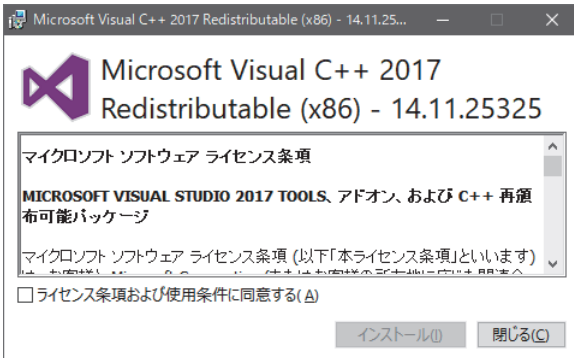 Microsoft Visual C++ 2017 Redistributable (x86) - 14.11.25...
Microsoft Visual C++ 2017
Redistributable (x86) - 14.11.25325
マイクロソフト ソフトウェア ライセンス条項
MICROSOFT VISUAL STUDIO 2017 TOOLS、アドオン、および C++ 再頒
布可能パッケージ
マイクロソフト ソフトウェア ライセンス条項 (以下「本ライセンス条項」といいます)
ライセンス条項および使用条件に同意する(A)
インストール(I)
閉じる(C)